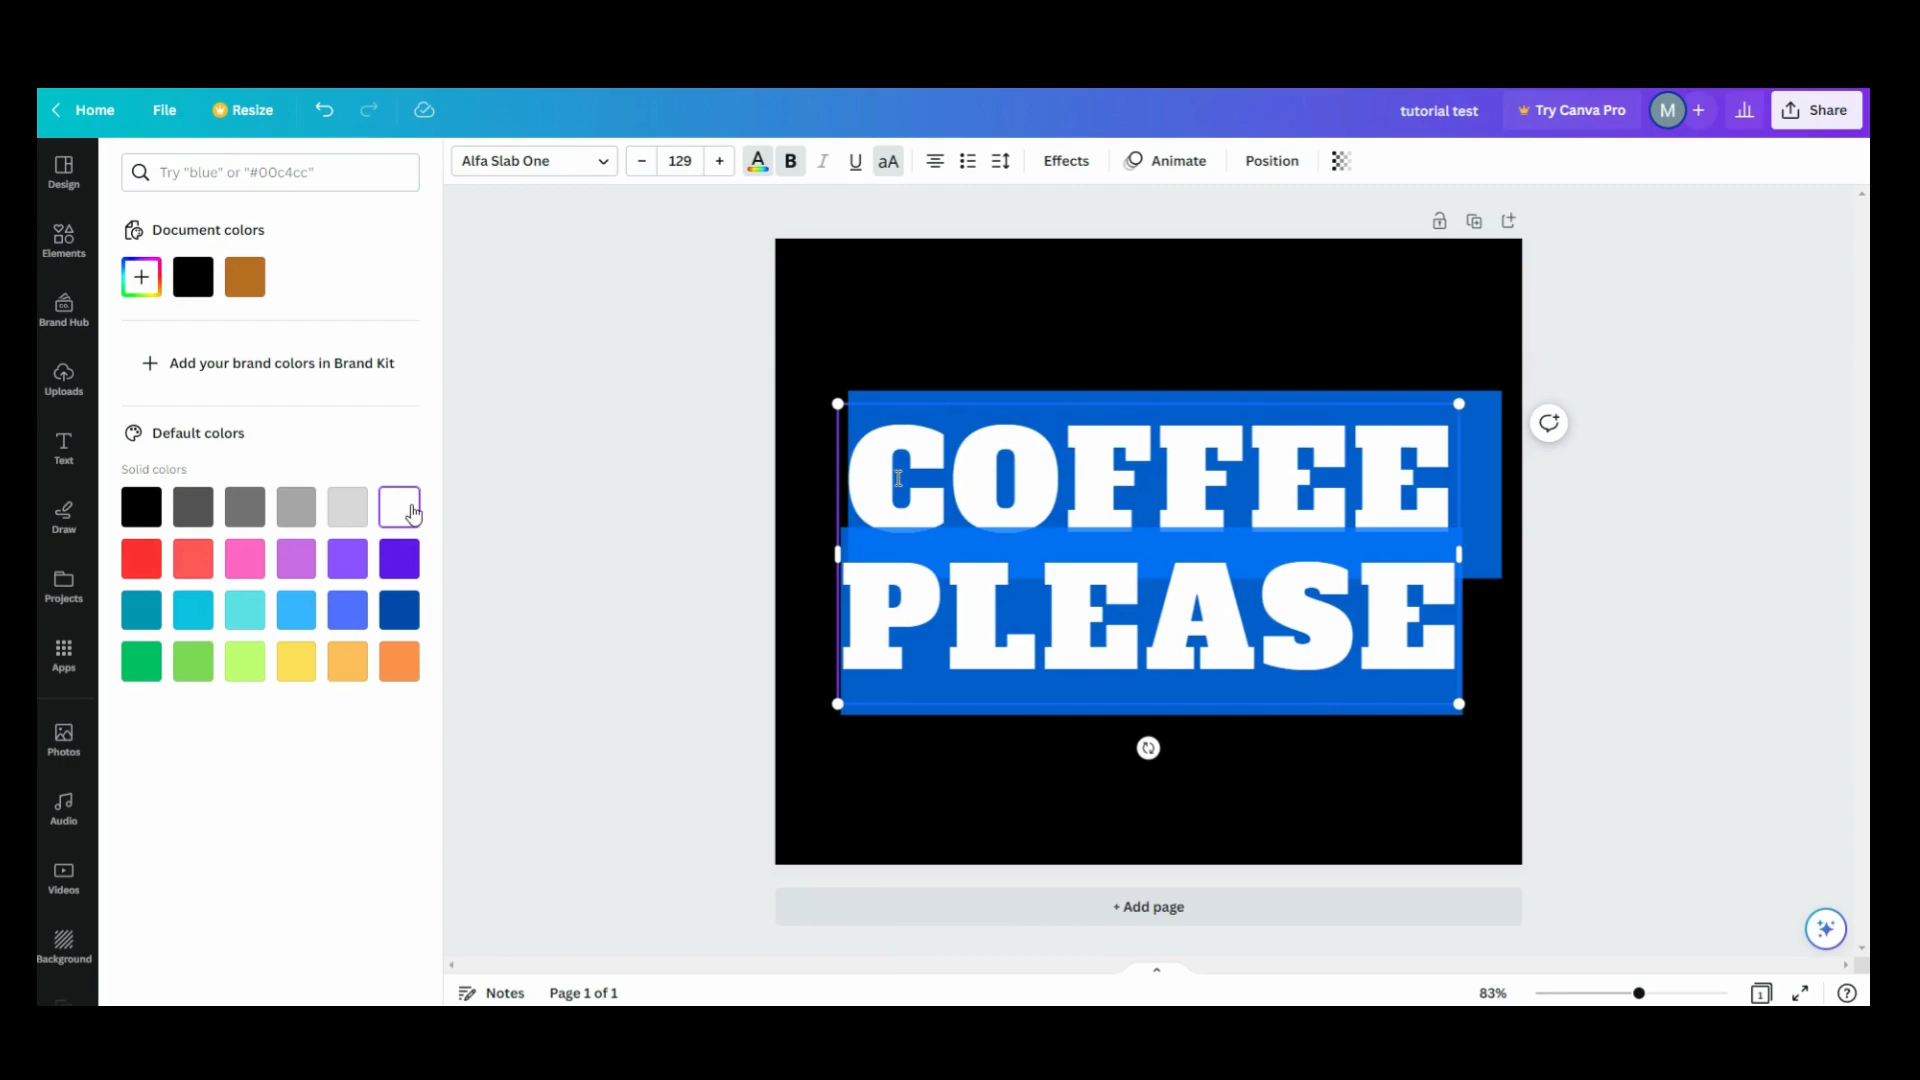 Home File Resize tutorial test Try Canva Pro M + Share
Alfa Slab One - 129 + A B I U aA Effects Animate Position
Try "blue" or "#00c4cc"
Document colors
+ Add your brand colors in Brand Kit
Default colors
Solid colors
Design
Elements
Brand Hub
Uploads
Text
Draw
Projects
Apps
Photos
Audio
Videos
Background
COFFEE
PLEASE
+ Add page
Notes Page 1 of 1 83% 1 ?